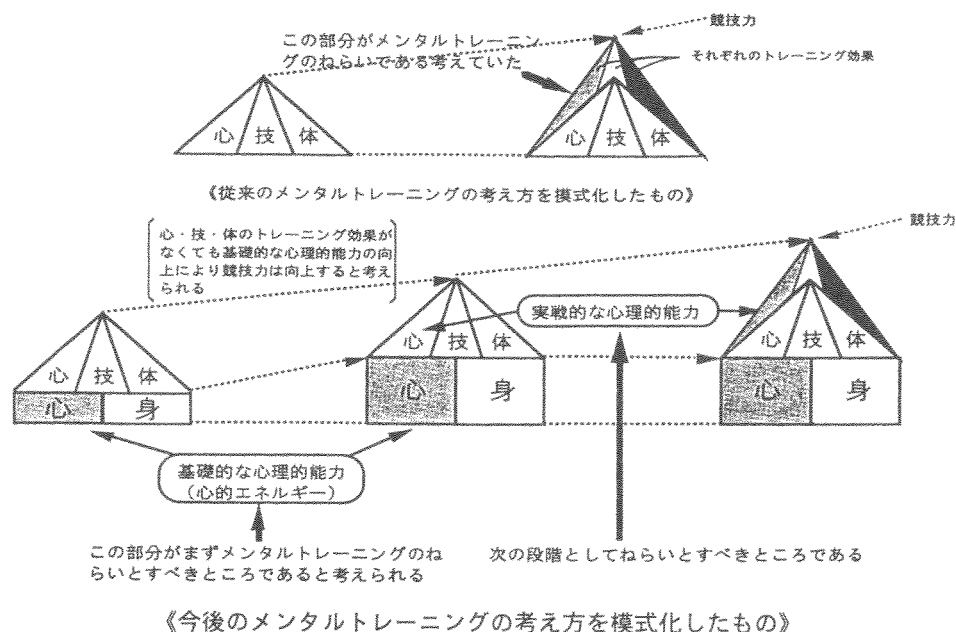 競技力
この部分がメンタルトレーニン
グのねらいである考えていた
それぞれのトレーニング効果
心 技 体
心 技 体
《従来のメンタルトレーニングの考え方を摸式化したもの》
競技力
心・技・体のトレーニング効果が
なくても基礎的な心理的能力の向
上により競技力は向上すると考え
られる
実戦的な心理的能力
心 技 体
心 技 体
心 技 体
心 身
心 身
心 身
基礎的な心理的能力
（心的エネルギー）
この部分がまずメンタルトレーニングのね
らいとすべきところであると考えられる
次の段階としてねらいとすべきところである
《今後のメンタルトレーニングの考え方を摸式化したもの》